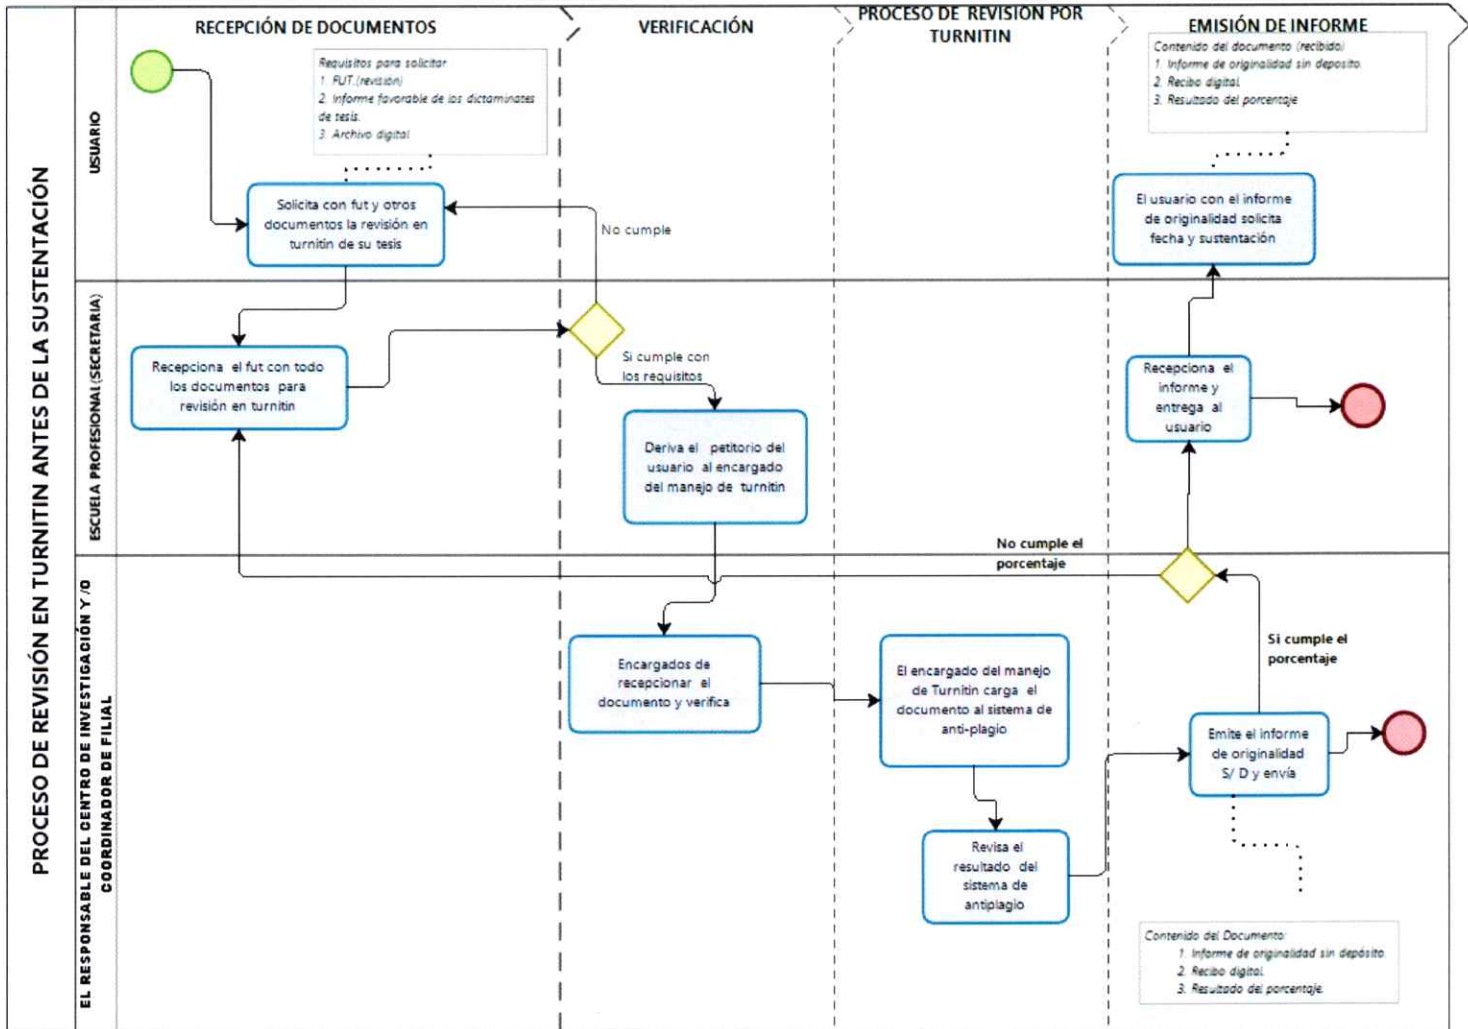 PROCESO DE REVISIÓN EN TURNITIN ANTES DE LA SUSTENTACIÓN
RECEPCIÓN DE DOCUMENTOS
VERIFICACIÓN
PROCESO DE REVISION POR
TURNITIN
EMISIÓN DE INFORME
USUARIO
Requisitos para solicitar
1. FUT.(revisión)
2. Informe favorable de los dictaminates
de tesis.
3. Archivo digital
Contenido del documento (recibido)
1. Informe de originalidad sin deposito.
2. Recibo digital.
3. Resultado del porcentaje
Solicita con fut y otros
documentos la revisión en
turnitin de su tesis
No cumple
El usuario con el informe
de originalidad solicita
fecha y sustentación
ESCUELA PROFESIONAL(SECRETARIA)
Recepciona el fut con todo
los documentos para
revisión en turnitin
Si cumple con
los requisitos
Deriva el petitorio del
usuario al encargado
del manejo de turnitin
Recepciona el
informe y
entrega al
usuario
EL RESPONSABLE DEL CENTRO DE INVESTIGACIÓN Y /O
COORDINADOR DE FILIAL
No cumple el
porcentaje
Si cumple el
porcentaje
Encargados de
recepcionar el
documento y verifica
El encargado del manejo
de Turnitin carga el
documento al sistema de
anti-plagio
Revisa el
resultado del
sistema de
antiplagio
Emite el informe
de originalidad
S/ D y envía
Contenido del Documento:
1. Informe de originalidad sin depósito.
2. Recibo digital.
3. Resultado del porcentaje.